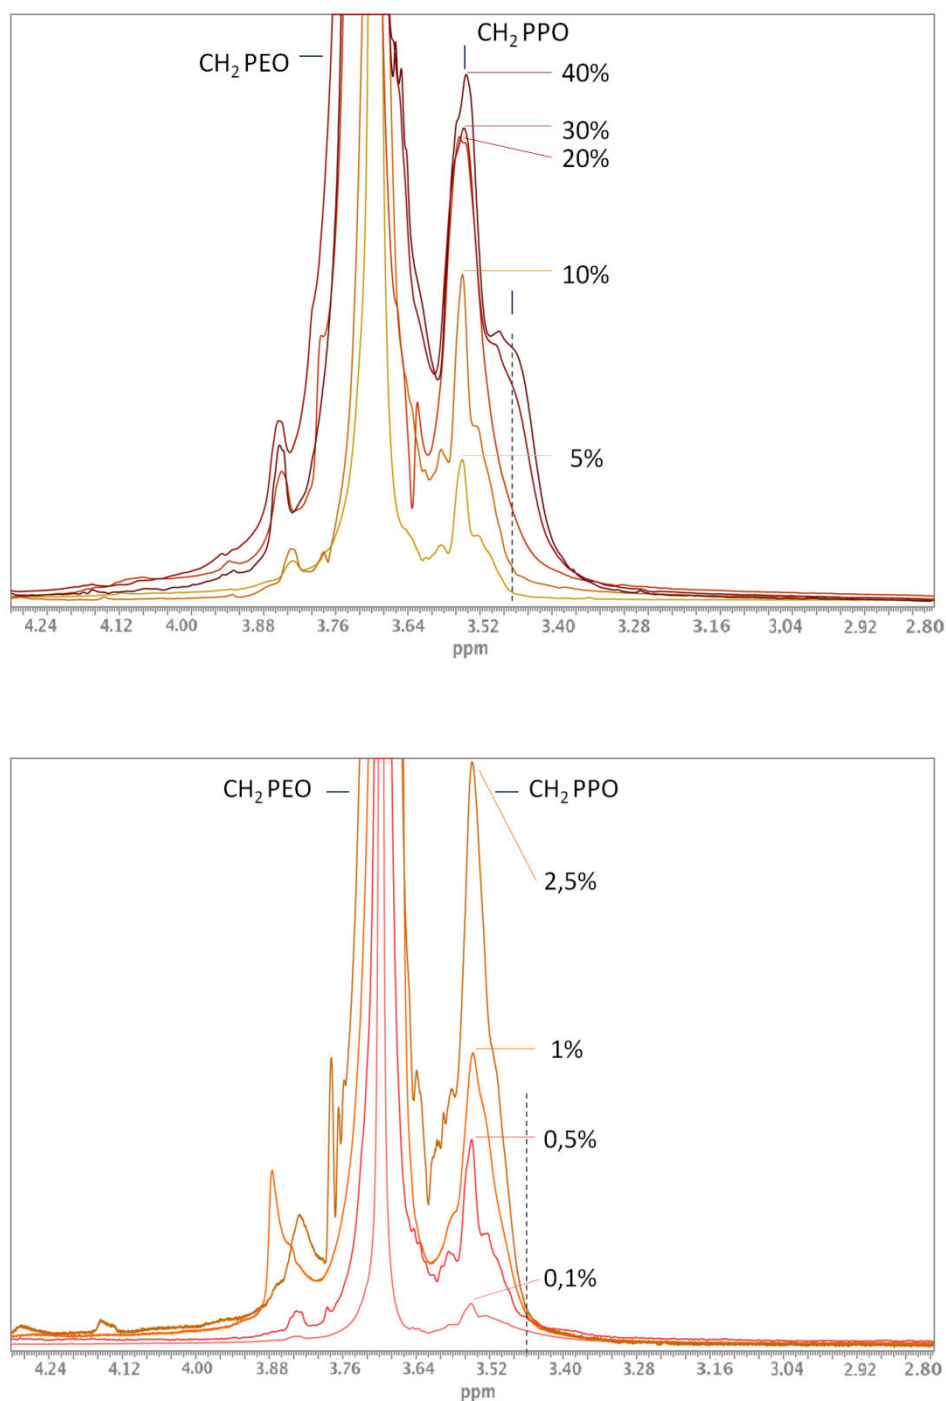 CH2 PPO
CH2 PEO
40%
30%
20%
10%
5%
4.24 4.12 4.00 3.88 3.76 3.64 3.52 3.40 3.28 3.16 3.04 2.92 2.80
ppm
CH2 PEO CH2 PPO
2,5%
1%
0,5%
0,1%
4.24 4.12 4.00 3.88 3.76 3.64 3.52 3.40 3.28 3.16 3.04 2.92 2.80
ppm